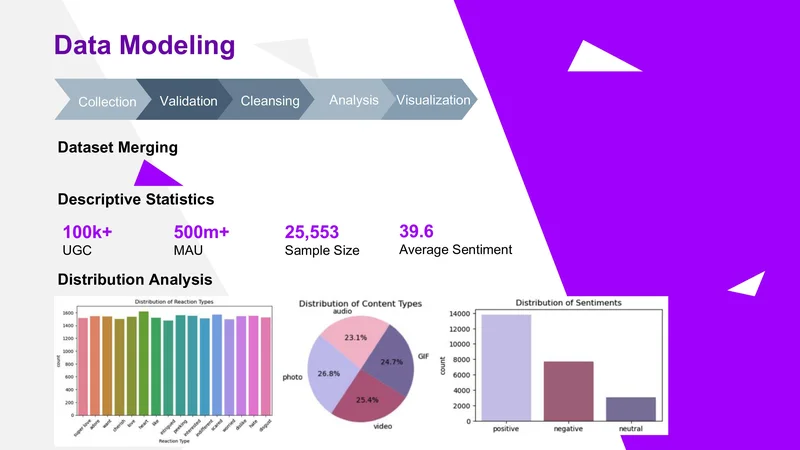 Data Modeling
Collection Validation Cleansing Analysis Visualization
Dataset Merging
Descriptive Statistics
100k+ 500m+ 25,553 39.6
UGC MAU Sample Size Average Sentiment
Distribution Analysis
Distribution of Reaction Types
1600
1400
1200
1000
800
600
400
200
0
count
super love adore want cherish love heart like intrigued peeking interested indifferent scared worried dislike hate disgust
Reaction Type
Distribution of Content Types
audio
23.1%
GIF
24.7%
photo
26.8%
25.4%
video
Distribution of Sentiments
14000
12000
10000
8000
6000
4000
2000
0
count
positive negative neutral